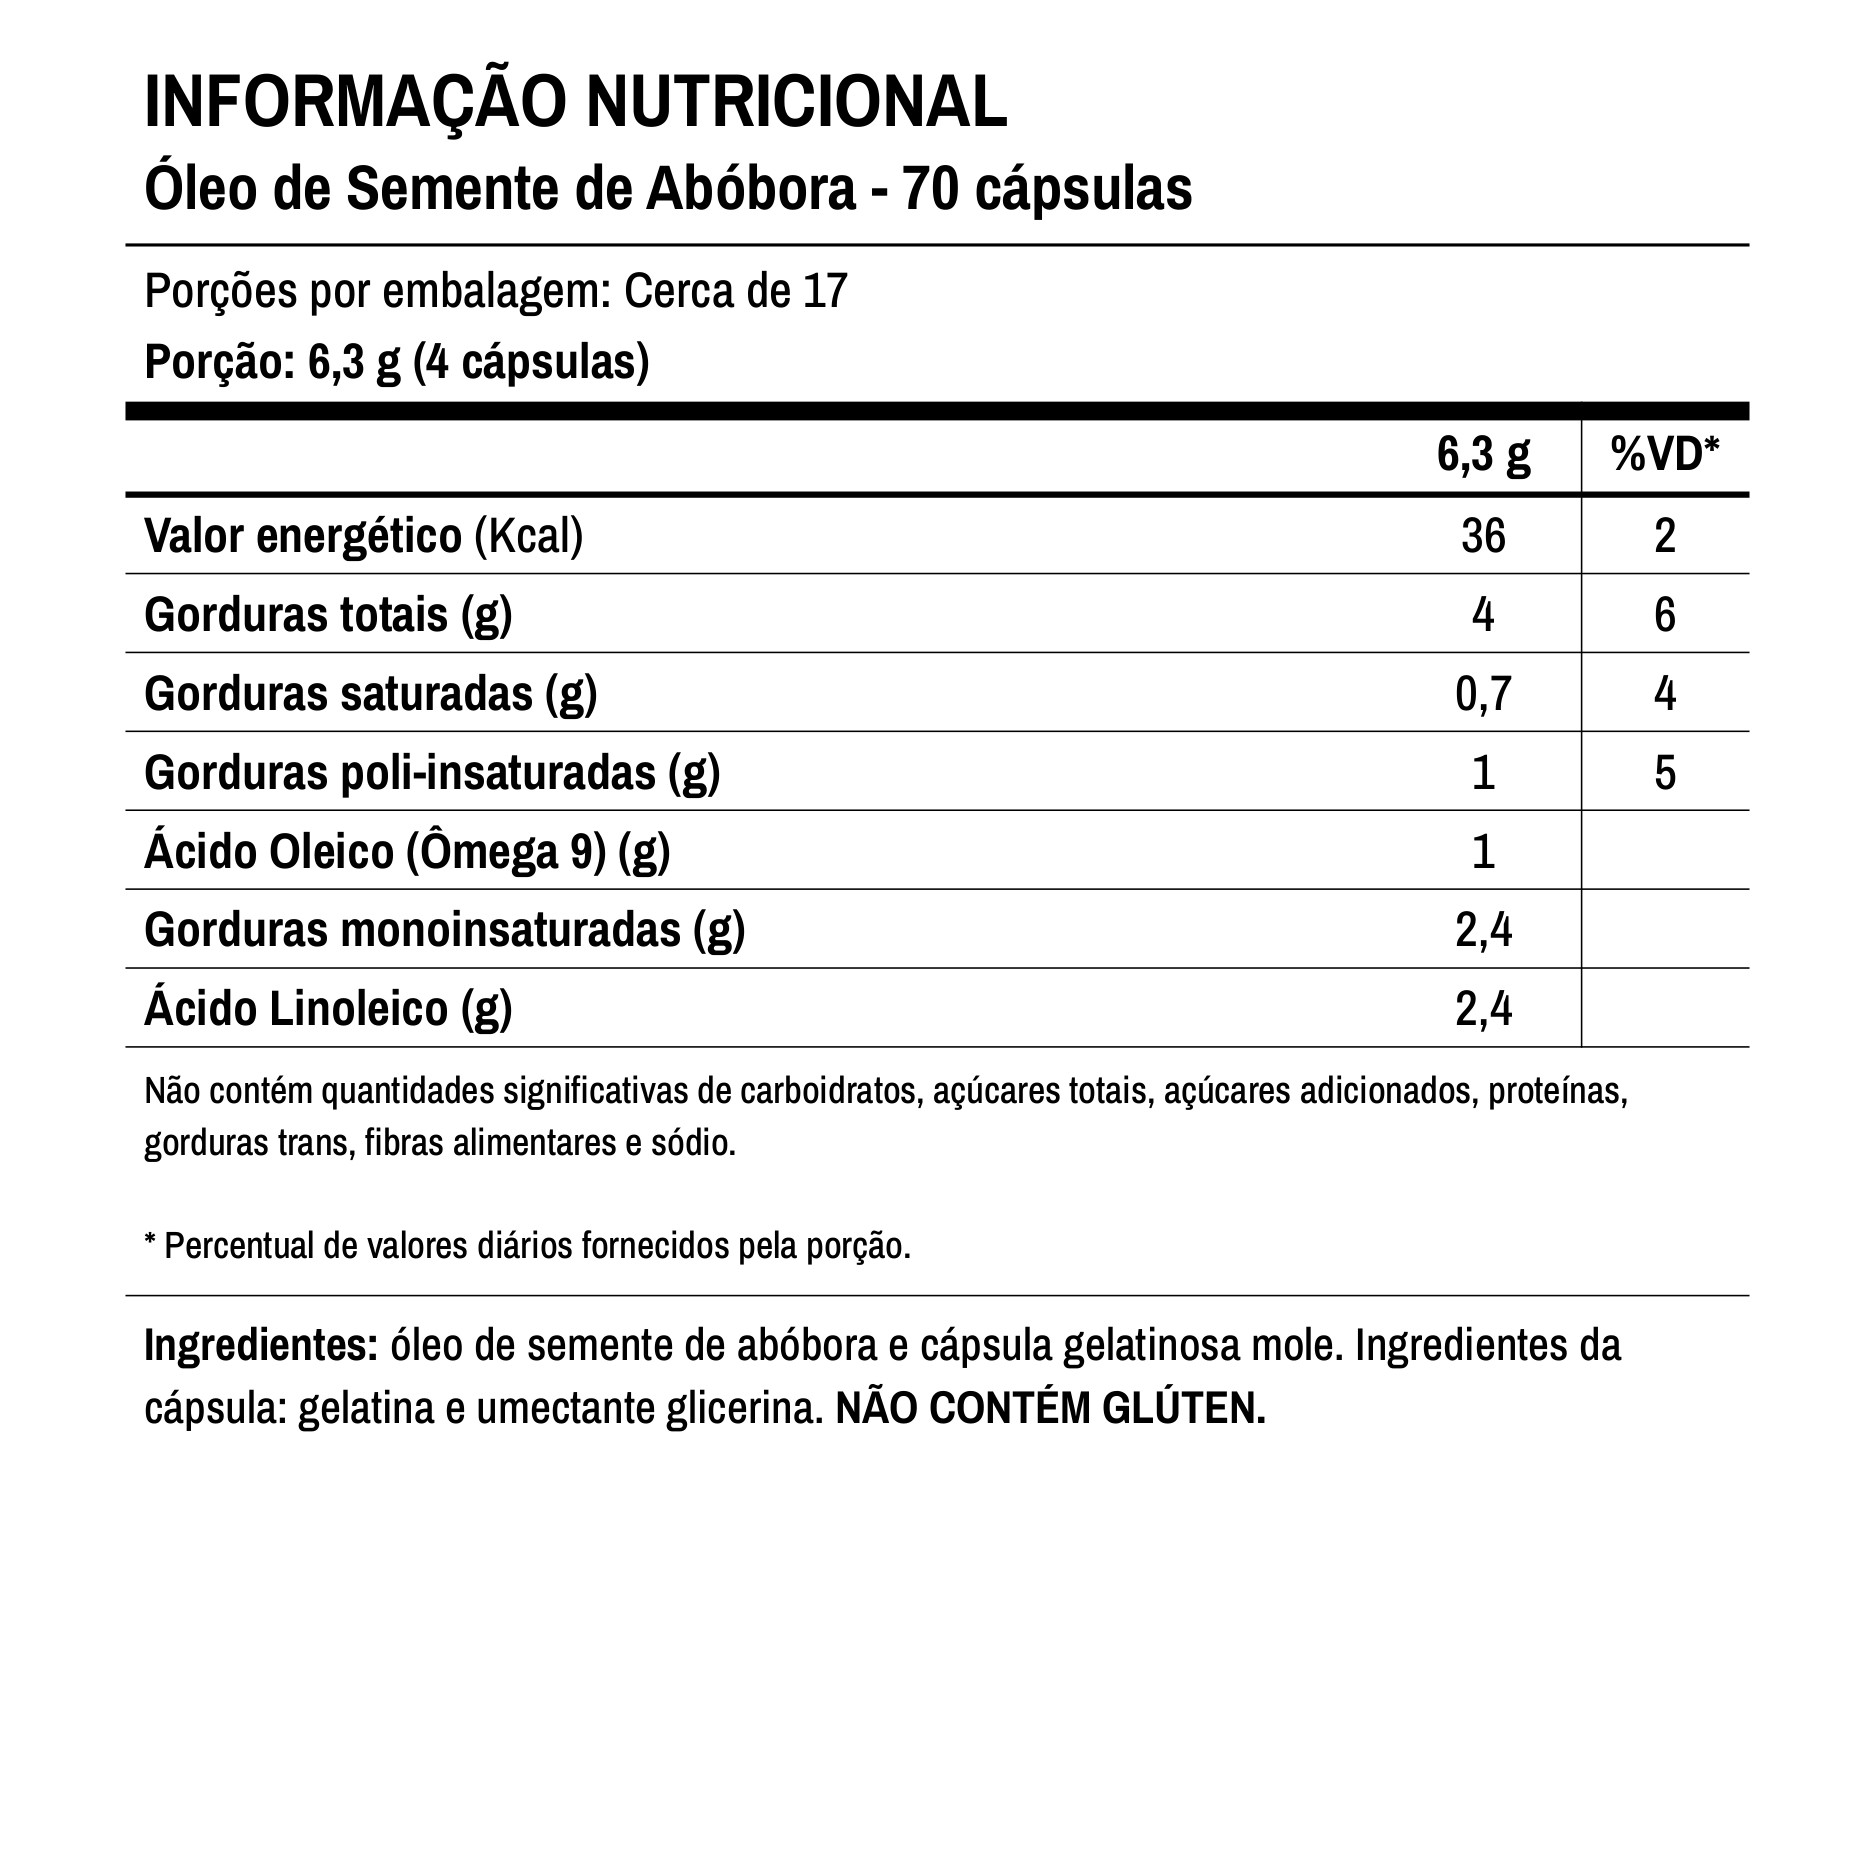 INFORMAÇÃO NUTRICIONAL
Óleo de Semente de Abóbora - 70 cápsulas
Porções por embalagem: Cerca de 17
Porção: 6,3 g (4 cápsulas)
6,3 g %VD*
Valor energético (Kcal) 36 2
Gorduras totais (g) 4 6
Gorduras saturadas (g) 0,7 4
Gorduras poli-insaturadas (g) 1 5
Ácido Oleico (Ômega 9) (g) 1
Gorduras monoinsaturadas (g) 2,4
Ácido Linoleico (g) 2,4
Não contém quantidades significativas de carboidratos, açúcares totais, açúcares adicionados, proteínas,
gorduras trans, fibras alimentares e sódio.
* Percentual de valores diários fornecidos pela porção.
Ingredientes: óleo de semente de abóbora e cápsula gelatinosa mole. Ingredientes da
cápsula: gelatina e umectante glicerina. NÃO CONTÉM GLÚTEN.